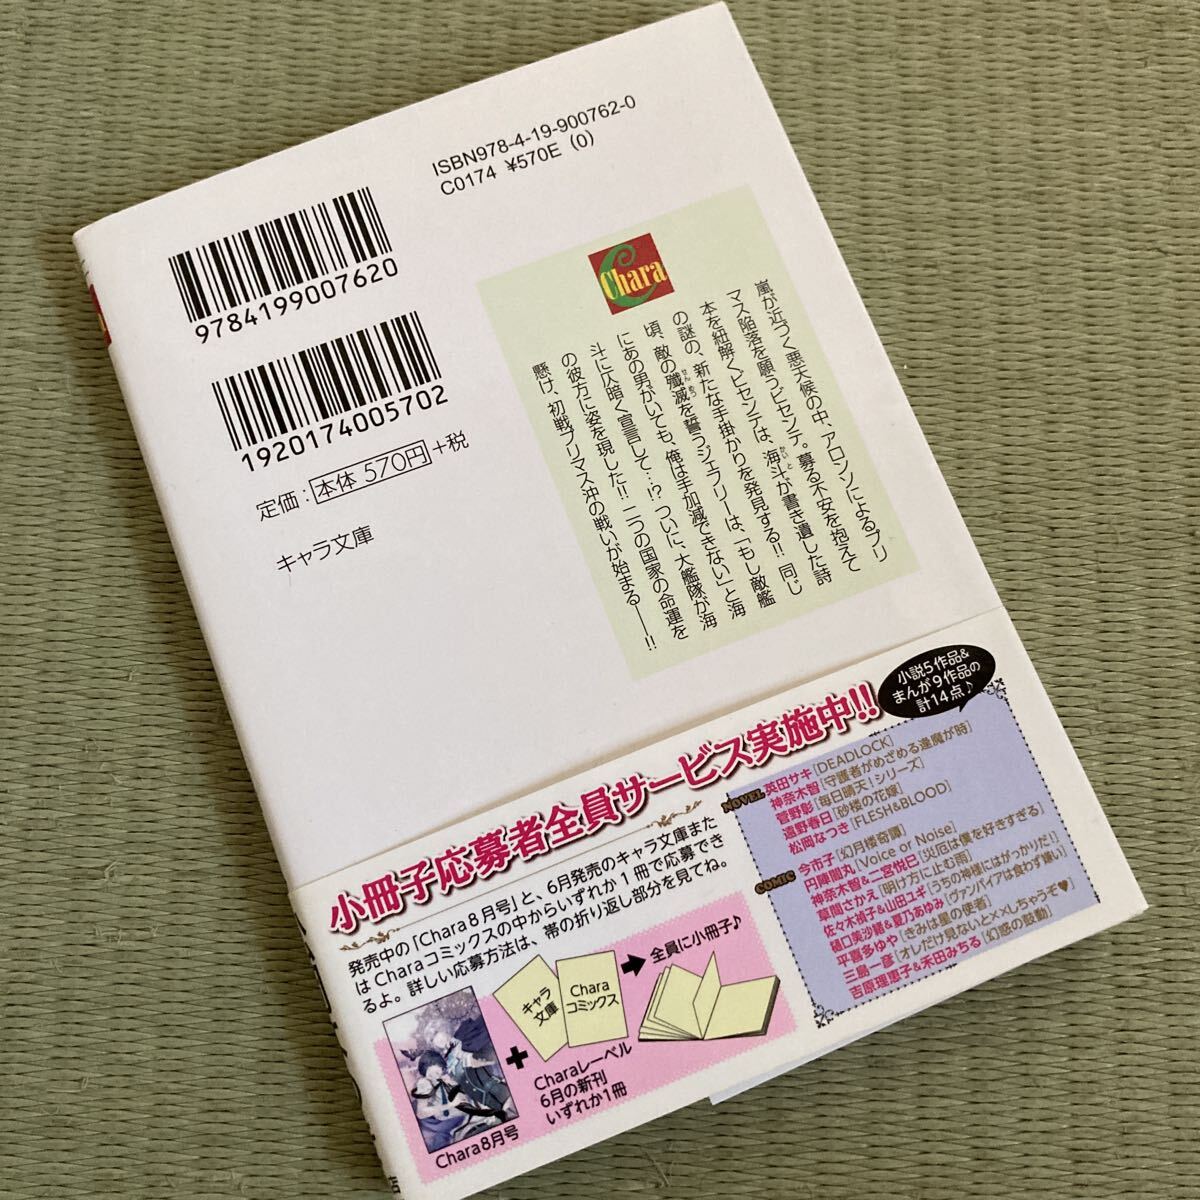 ISBN978-4-19-900762-0
C0174 ¥570E (0)
9784199007620
1920174005702
定価:本体 570円+税
キャラ文庫
Chara
嵐が近づく悪天候の中、アロンソによるプリ
マス陥落を願うビセンテ。募る不安を抱えて
本を紐解くビセンテは、海斗が書き遺した詩
かいと
の謎の、新たな手掛かりを発見する!! 同じ
頃、敵の殲滅を誓うジェフリーは、「もし敵艦
せんめつ
にあの男がいても、俺は手加減できない」と海
斗に仄暗く宣言して…!? ついに、大艦隊が海
の彼方に姿を現した!! 二つの国家の命運を
懸け、初戦プリマス沖の戦いが始まる――!!
小冊子応募者全員サービス実施中!!
小説5作品&
まんが9作品の
計14点♪
発売中の「Chara8月号」と、6月発売のキャラ文庫また
はCharaコミックスの中からいずれか1冊で応募でき
るよ。詳しい応募方法は、帯の折り返し部分を見てね。
Chara8月号
+
キャラ
文庫
Chara
コミックス
Charaレーベル
6月の新刊
いずれか1冊
全員に小冊子♪
NOVEL
英田サキ[DEADLOCK]
神奈木智[守護者がめざめる逢魔が時]
菅野彰[毎日晴天!シリーズ]
遠野春日[砂楼の花嫁]
松岡なつき[FLESH&BLOOD]
COMIC
今市子[幻月楼奇譚]
円陣闇丸[Voice or Noise]
神奈木智&二宮悦巳[災厄は僕を好きすぎる]
草間さかえ[明け方に止む雨]
佐々木禎子&山田ユギ[うちの神様にはがっかりだ!]
樋口美沙緒&夏乃あゆみ[ヴァンパイアは食わず嫌い]
平喜多ゆや[きみは星の使者]
三島一彦[オレだけ見ないと××しちゃうぞ♥]
吉原理恵子&禾田みちる[幻惑の鼓動]
店